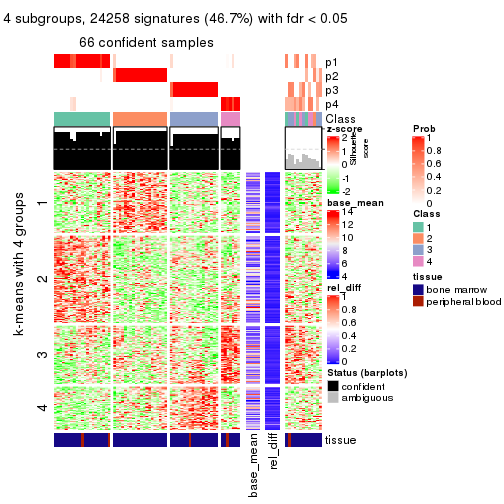 4 subgroups, 24258 signatures (46.7%) with fdr < 0.05
66 confident samples
p1
p2
p3
p4
Class
Silhouette
score
k-means with 4 groups
1
2
3
4
tissue
base_mean
rel_diff
z-score
2
1
0
-1
-2
base_mean
14
12
10
8
6
4
rel_diff
1
0.8
0.6
0.4
0.2
0
Status (barplots)
confident
ambiguous
Prob
1
0.8
0.6
0.4
0.2
0
Class
1
2
3
4
tissue
bone marrow
peripheral blood